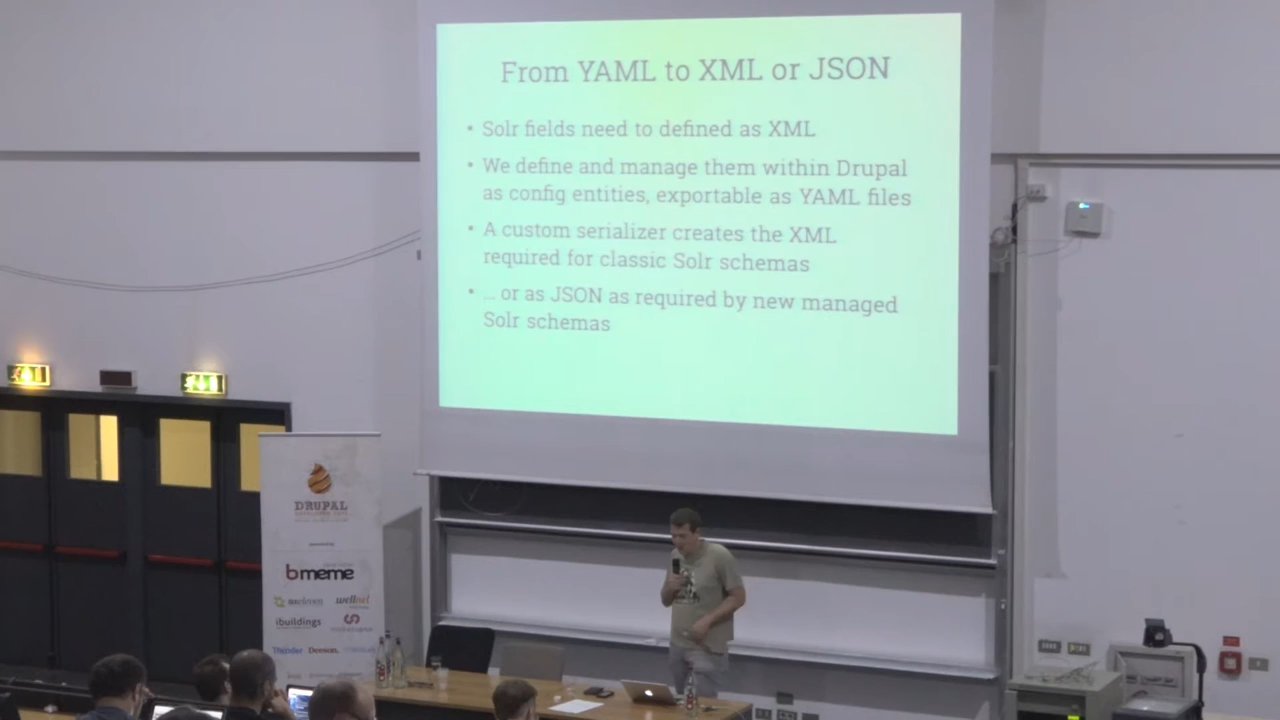 From YAML to XML or JSON
• Solr fields need to defined as XML
• We define and manage them within Drupal
as config entities, exportable as YAML files
• A custom serializer creates the XML
required for classic Solr schemas
• ... or as JSON as required by new managed
Solr schemas
DRUPAL
bmeme
wellnet
ibuildings
Thunder